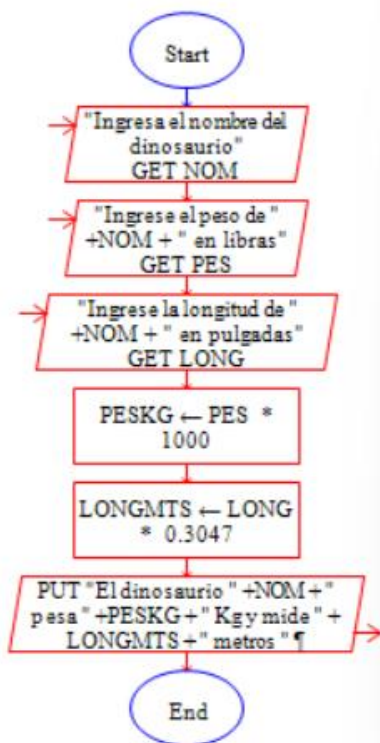 Start
"Ingresa el nombre del
dinosaurio"
GET NOM
"Ingrese el peso de "
+NOM + " en libras"
GET PES
"Ingrese la longitud de "
+NOM + " en pulgadas"
GET LONG
PESKG ← PES *
1000
LONGMTS ← LONG
* 0.3047
PUT "El dinosaurio " +NOM+ "
pesa " +PESKG + " Kg y mide " +
LONGMTS + " metros " ¶
End